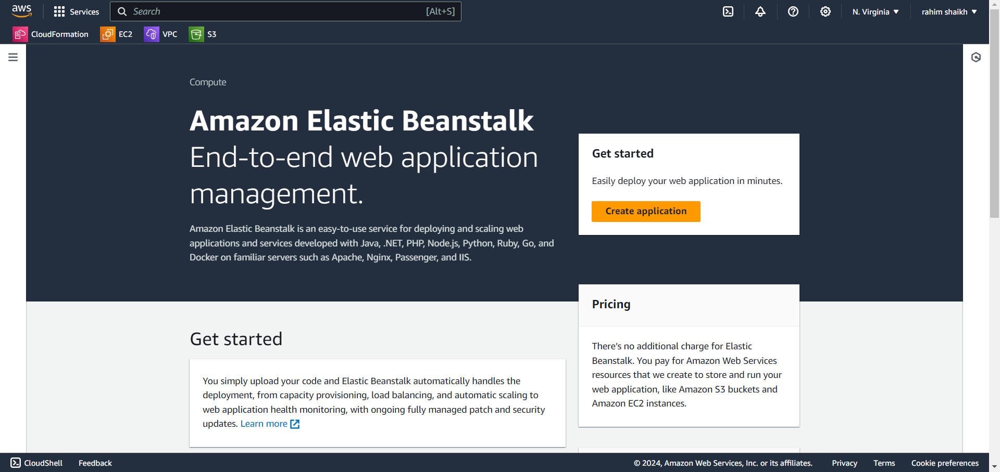 aws
Services
Search
[Alt+S]
N. Virginia
rahim shaikh
CloudFormation
EC2
VPC
S3
Compute
Amazon Elastic Beanstalk
End-to-end web application
management.
Amazon Elastic Beanstalk is an easy-to-use service for deploying and scaling web
applications and services developed with Java, .NET, PHP, Node.js, Python, Ruby, Go, and
Docker on familiar servers such as Apache, Nginx, Passenger, and IIS.
Get started
Easily deploy your web application in minutes.
Create application
Pricing
There's no additional charge for Elastic
Beanstalk. You pay for Amazon Web Services
resources that we create to store and run your
web application, like Amazon S3 buckets and
Amazon EC2 instances.
Get started
You simply upload your code and Elastic Beanstalk automatically handles the
deployment, from capacity provisioning, load balancing, and automatic scaling to
web application health monitoring, with ongoing fully managed patch and security
updates. Learn more
CloudShell
Feedback
© 2024, Amazon Web Services, Inc. or its affiliates.
Privacy
Terms
Cookie preferences